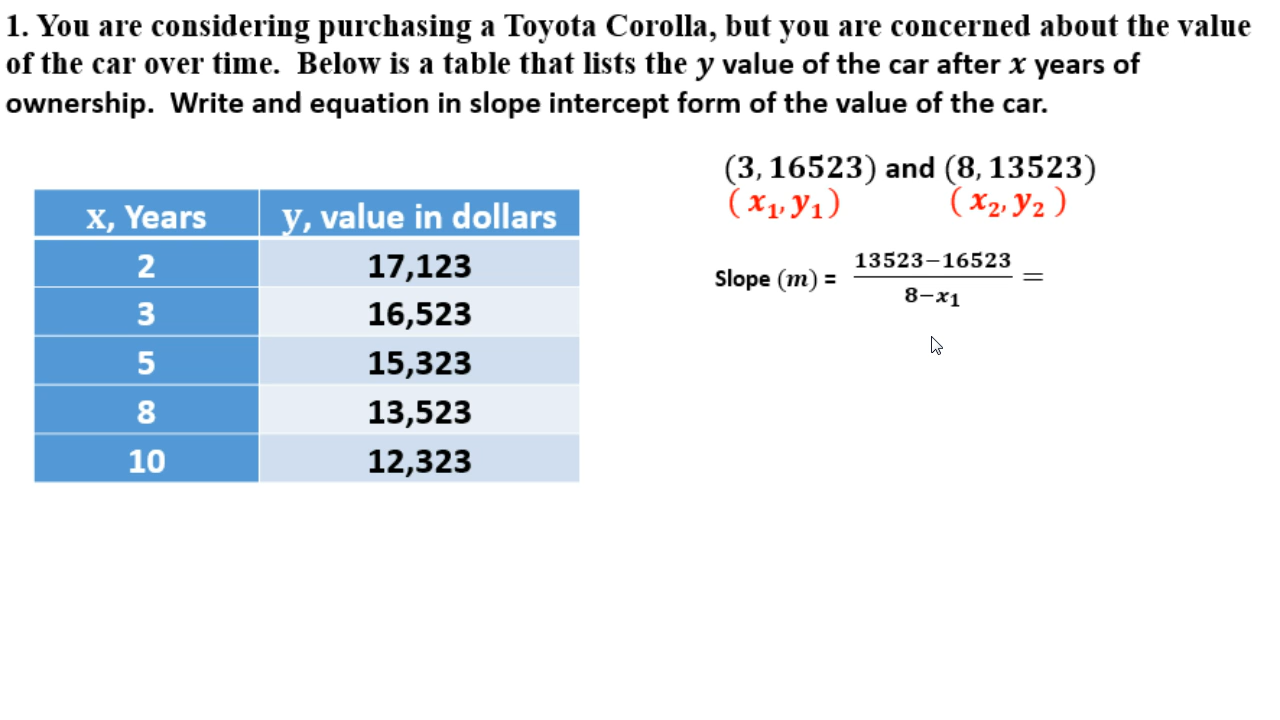 1. You are considering purchasing a Toyota Corolla, but you are concerned about the value
of the car over time. Below is a table that lists the y value of the car after x years of
ownership. Write and equation in slope intercept form of the value of the car.
(3, 16523) and (8, 13523)
( x₁, y₁ ) ( x₂, y₂ )
x, Years y, value in dollars
2 17,123
3 16,523
5 15,323
8 13,523
10 12,323
13523−16523
Slope (m) = =
8−x₁